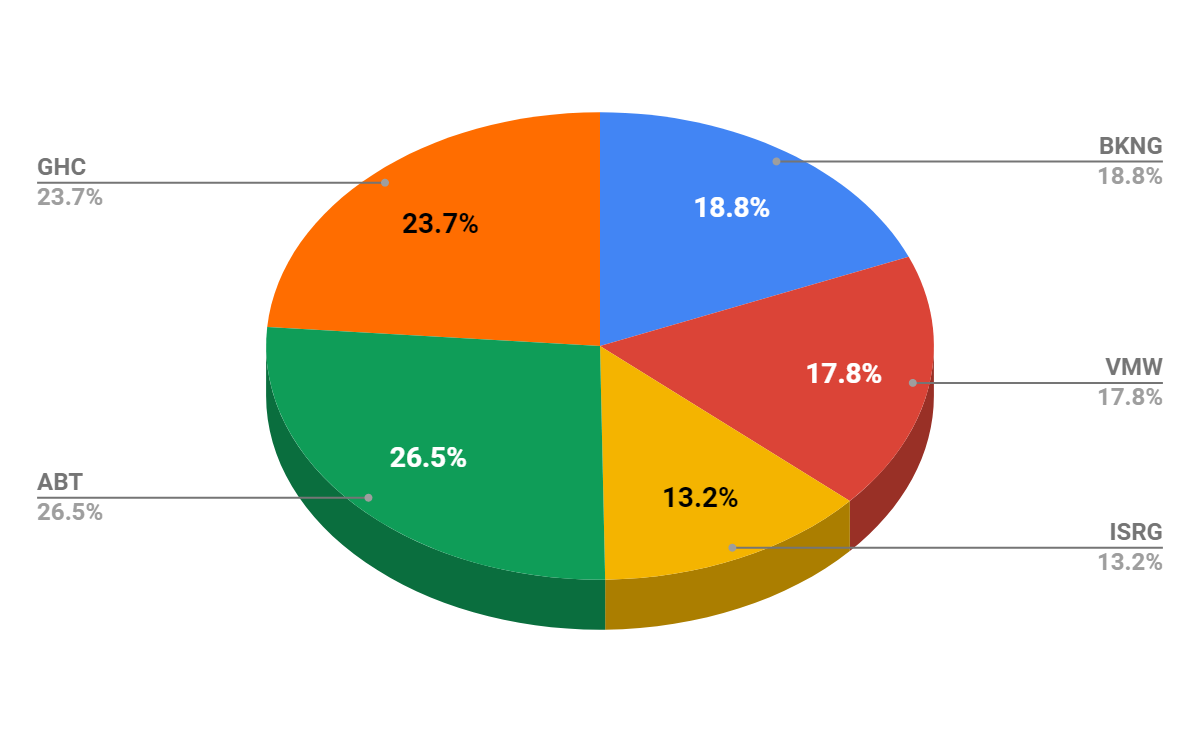 BKNG
18.8%
GHC
23.7%
18.8%
23.7%
VMW
17.8%
17.8%
26.5%
ABT
26.5%
13.2%
ISRG
13.2%